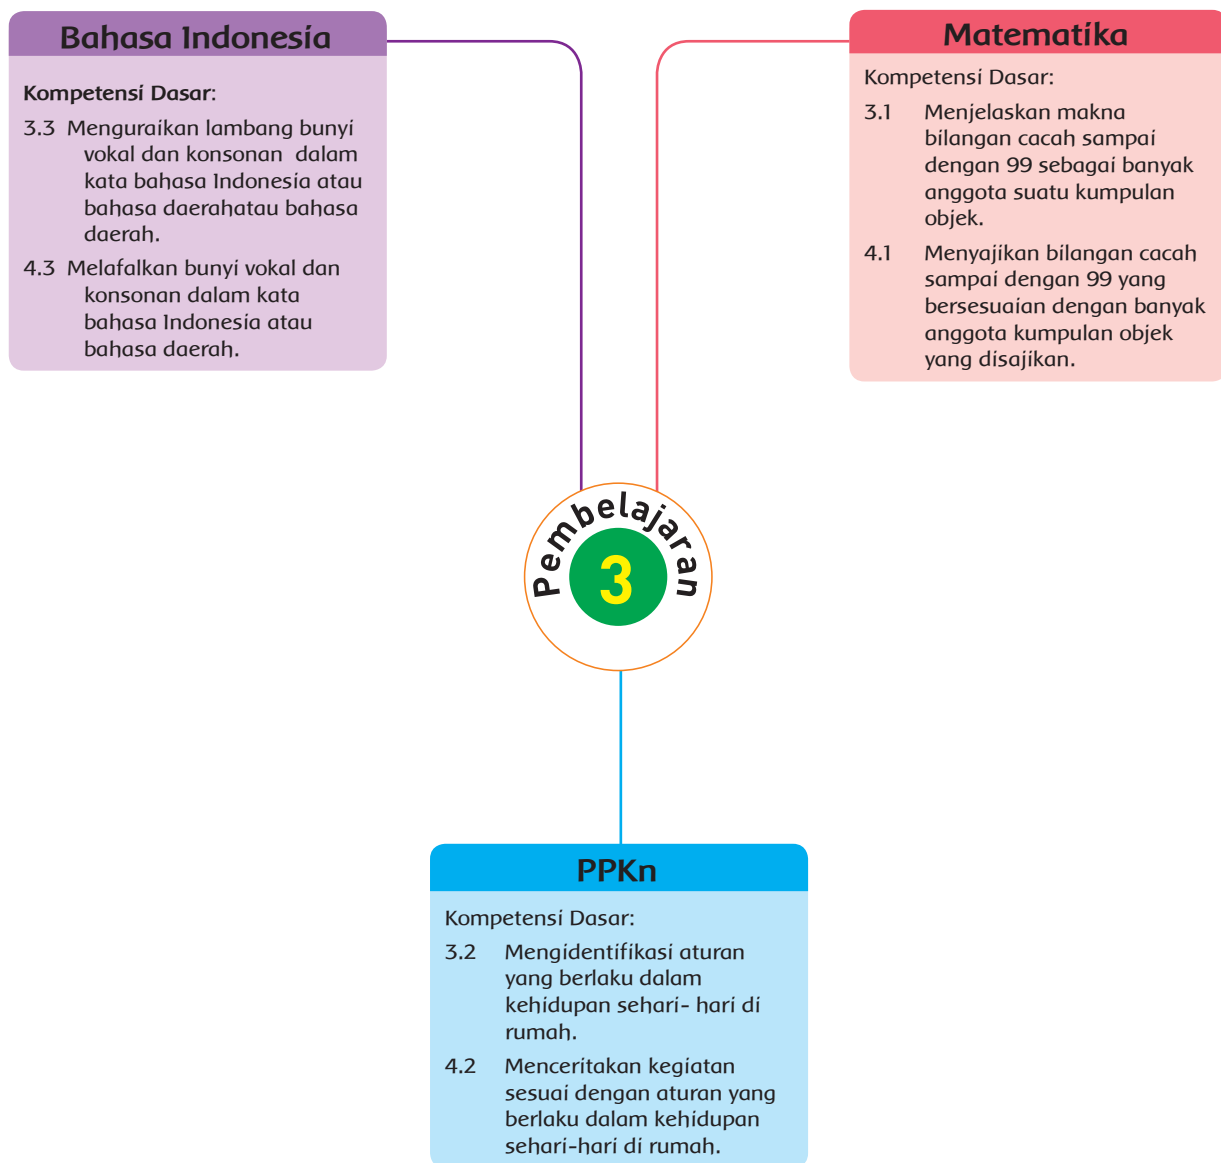 Bahasa Indonesia
Kompetensi Dasar:
3.3 Menguraikan lambang bunyi
vokal dan konsonan dalam
kata bahasa Indonesia atau
bahasa daerahatau bahasa
daerah.
4.3 Melafalkan bunyi vokal dan
konsonan dalam kata
bahasa Indonesia atau
bahasa daerah.
Matematika
Kompetensi Dasar:
3.1 Menjelaskan makna
bilangan cacah sampai
dengan 99 sebagai banyak
anggota suatu kumpulan
objek.
4.1 Menyajikan bilangan cacah
sampai dengan 99 yang
bersesuaian dengan banyak
anggota kumpulan objek
yang disajikan.
Pembelajaran
3
PPKn
Kompetensi Dasar:
3.2 Mengidentifikasi aturan
yang berlaku dalam
kehidupan sehari- hari di
rumah.
4.2 Menceritakan kegiatan
sesuai dengan aturan yang
berlaku dalam kehidupan
sehari-hari di rumah.